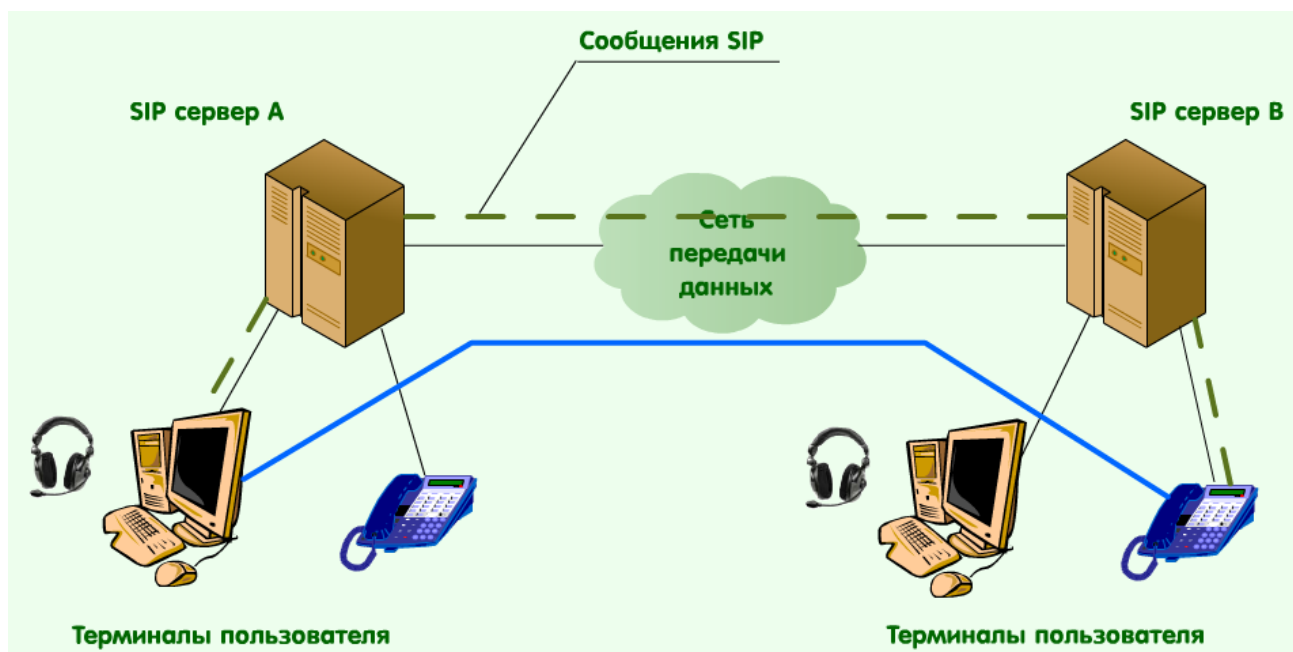 Сообщения SIP
SIP сервер A
SIP сервер B
Сеть
передачи
данных
Терминалы пользователя
Терминалы пользователя